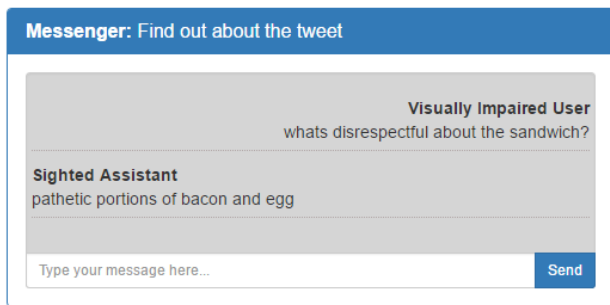 Messenger: Find out about the tweet
Visually Impaired User
whats disrespectful about the sandwich?
Sighted Assistant
pathetic portions of bacon and egg
Type your message here...
Send